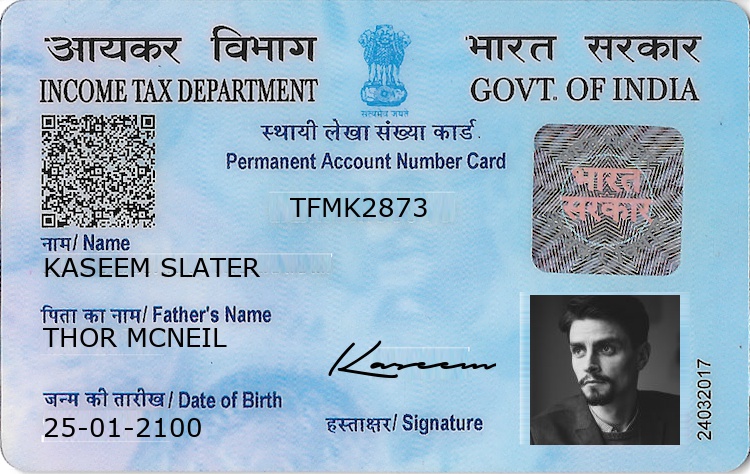 आयकर विभाग
INCOME TAX DEPARTMENT
भारत सरकार
GOVT. OF INDIA
सत्यमेव जयते
स्थायी लेखा संख्या कार्ड
Permanent Account Number Card
TFMK2873
भारत
सरकार
नाम/ Name
KASEEM SLATER
पिता का नाम/ Father's Name
THOR MCNEIL
Kaseem
जन्म की तारीख/ Date of Birth
25-01-2100
हस्ताक्षर/ Signature
24032017